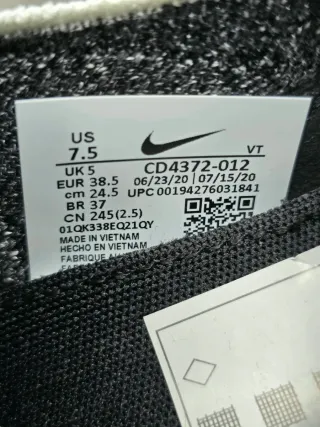 US
7.5
VT
UK 5
CD4372-012
EUR 38.5
06/23/20 | 07/15/20
cm 24.5
UPC 00194276031841
BR 37
CN 245(2.5)
01QK338EQ21QY
MADE IN VIETNAM
HECHO EN VIETNAM